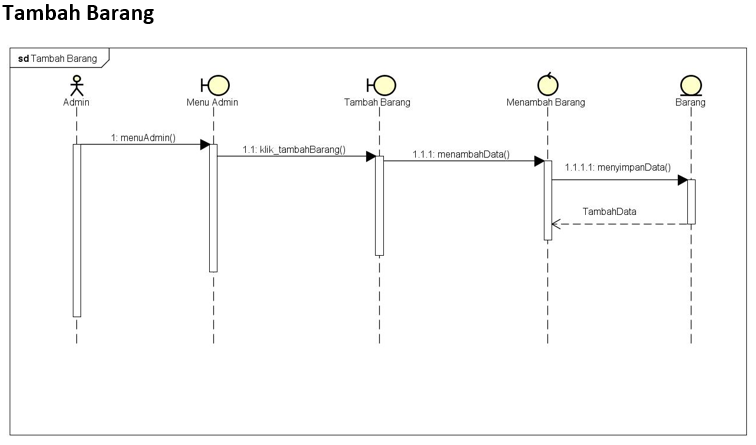 Tambah Barang
sd Tambah Barang
Admin
Menu Admin
Tambah Barang
Menambah Barang
Barang
1: menuAdmin()
1.1: klik_tambahBarang()
1.1.1: menambahData()
1.1.1.1: menyimpanData()
TambahData